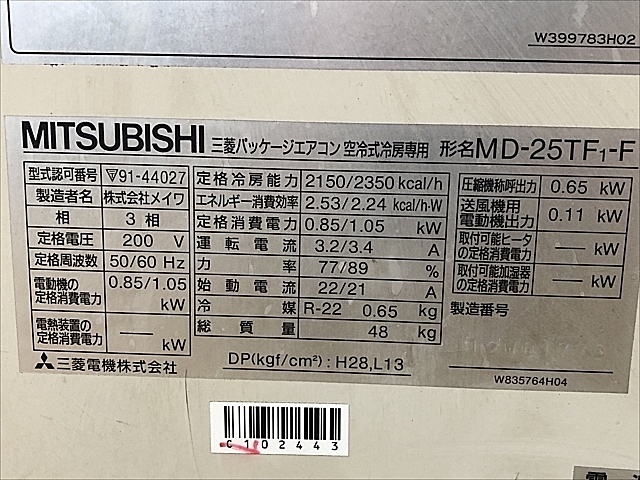 W399783H02
MITSUBISHI 三菱パッケージエアコン 空冷式冷房専用 形名MD-25TF₁-F
型式認可番号 ▽91-44027
製造者名 株式会社メイワ
相 3 相
定格電圧 200 V
定格周波数 50/60 Hz
電動機の定格消費電力 0.85/1.05 kW
電熱装置の定格消費電力 ── kW
定格冷房能力 2150/2350 kcal/h
エネルギー消費効率 2.53/2.24 kcal/h·W
定格消費電力 0.85/1.05 kW
運転電流 3.2/3.4 A
力率 77/89 %
始動電流 22/21 A
冷媒 R-22 0.65 kg
総質量 48 kg
圧縮機称呼出力 0.65 kW
送風機用電動機出力 0.11 kW
取付可能ヒータの定格消費電力 ── kW
取付可能加湿器の定格消費電力 ── kW
製造番号
三菱電機株式会社
DP(kgf/cm²) : H28,L13
W835764H04
C102443